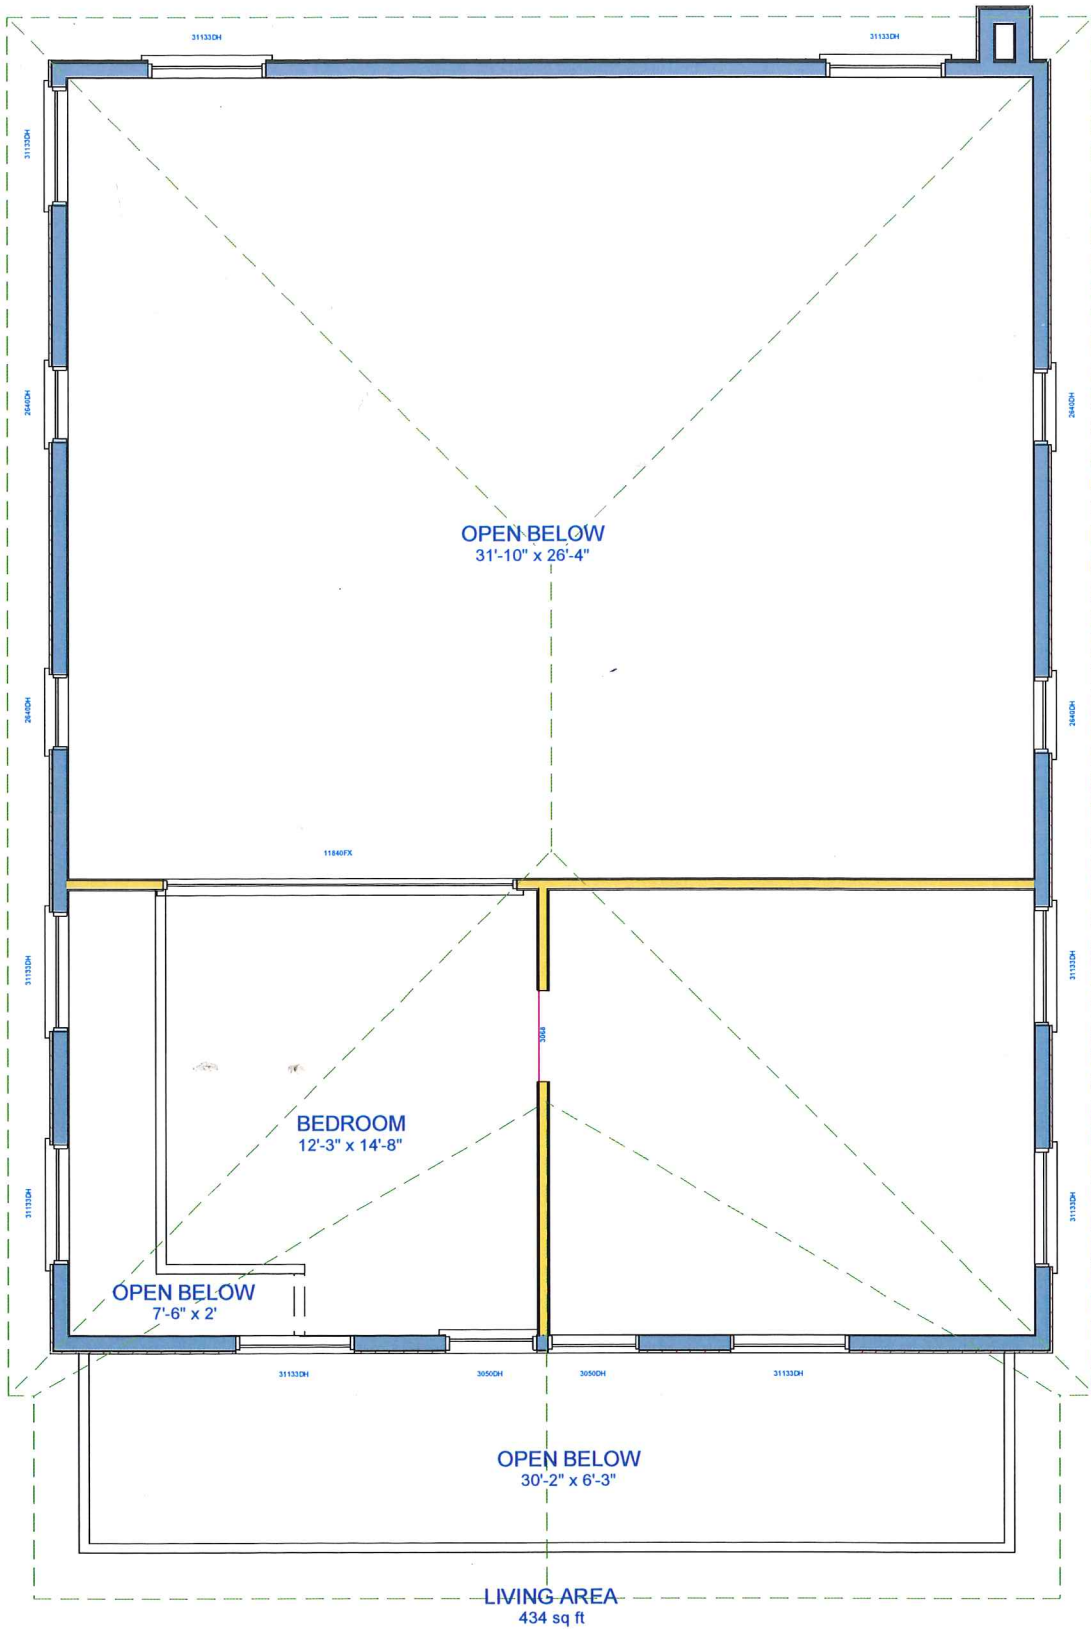 31133DH
31133DH
31133DH
2640DH
2640DH
OPEN BELOW
31'-10" x 26'-4"
2640DH
2640DH
11840FX
31133DH
31133DH
3068
BEDROOM
12'-3" x 14'-8"
31133DH
31133DH
OPEN BELOW
7'-6" x 2'
31133DH
3050DH
3050DH
31133DH
OPEN BELOW
30'-2" x 6'-3"
LIVING AREA
434 sq ft